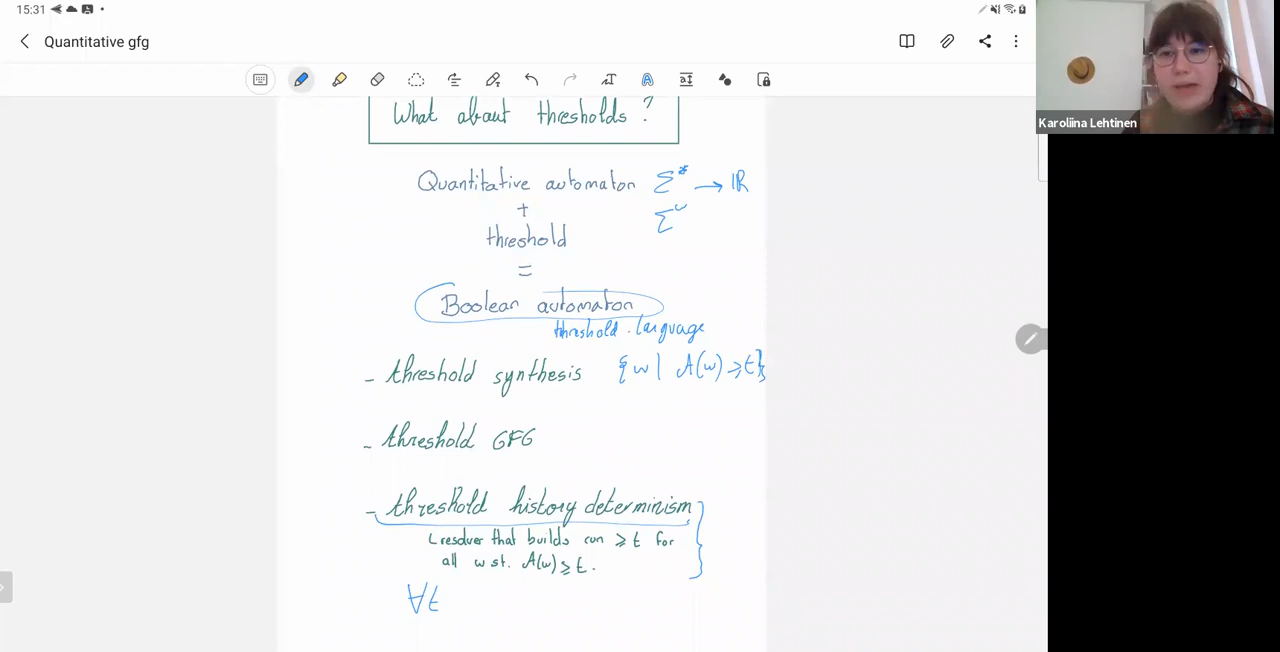 15:31
Quantitative gfg
Karoliina Lehtinen
What about thresholds ?
Quantitative automaton Σ* → ℝ
+ Σ^ω
threshold
=
Boolean automaton
threshold language
- threshold synthesis {w | A(w) ⩾ t}
- threshold GFG
- threshold history determinism
resolver that builds run ⩾ t for
all w st. A(w) ⩾ t.
∀t